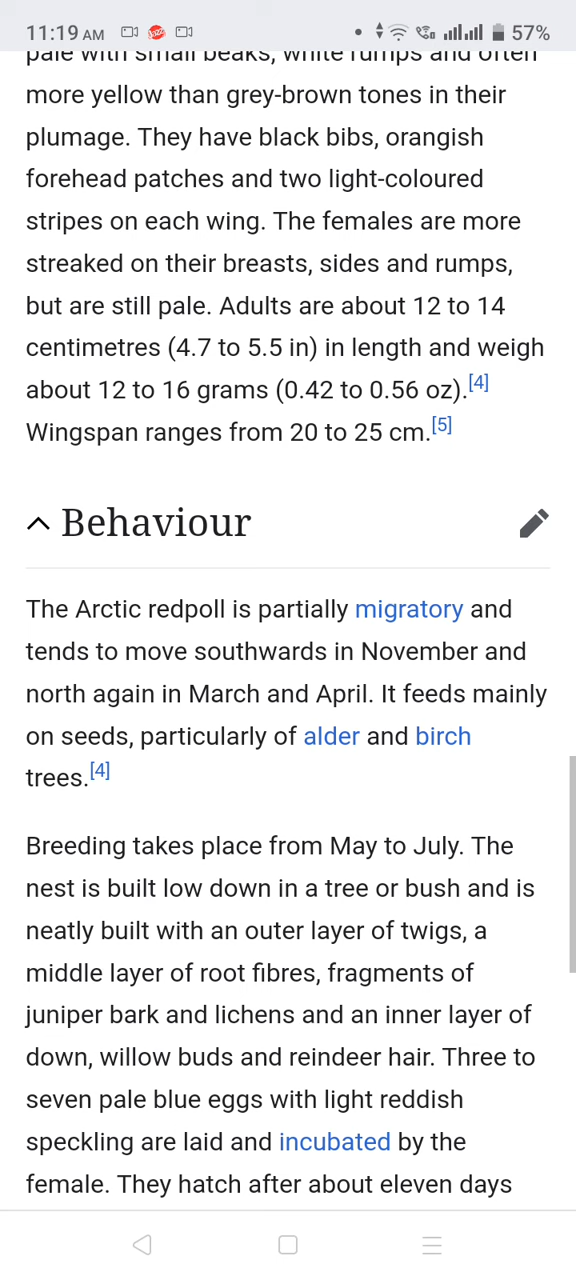 11:19 AM
57%
pale with small beaks, white rumps and often
more yellow than grey-brown tones in their
plumage. They have black bibs, orangish
forehead patches and two light-coloured
stripes on each wing. The females are more
streaked on their breasts, sides and rumps,
but are still pale. Adults are about 12 to 14
centimetres (4.7 to 5.5 in) in length and weigh
about 12 to 16 grams (0.42 to 0.56 oz).[4]
Wingspan ranges from 20 to 25 cm.[5]
Behaviour
The Arctic redpoll is partially migratory and
tends to move southwards in November and
north again in March and April. It feeds mainly
on seeds, particularly of alder and birch
trees.[4]
Breeding takes place from May to July. The
nest is built low down in a tree or bush and is
neatly built with an outer layer of twigs, a
middle layer of root fibres, fragments of
juniper bark and lichens and an inner layer of
down, willow buds and reindeer hair. Three to
seven pale blue eggs with light reddish
speckling are laid and incubated by the
female. They hatch after about eleven days